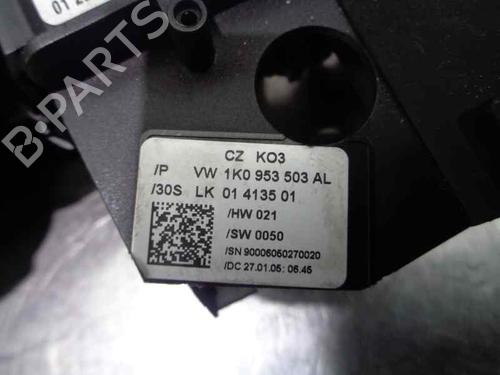 CZ KO3
/P VW 1K0 953 503 AL
/30S LK 01 4135 01
/HW 021
/SW 0050
/SN 90006060270020
/DC 27.01.05: 06.45
B-PARTS